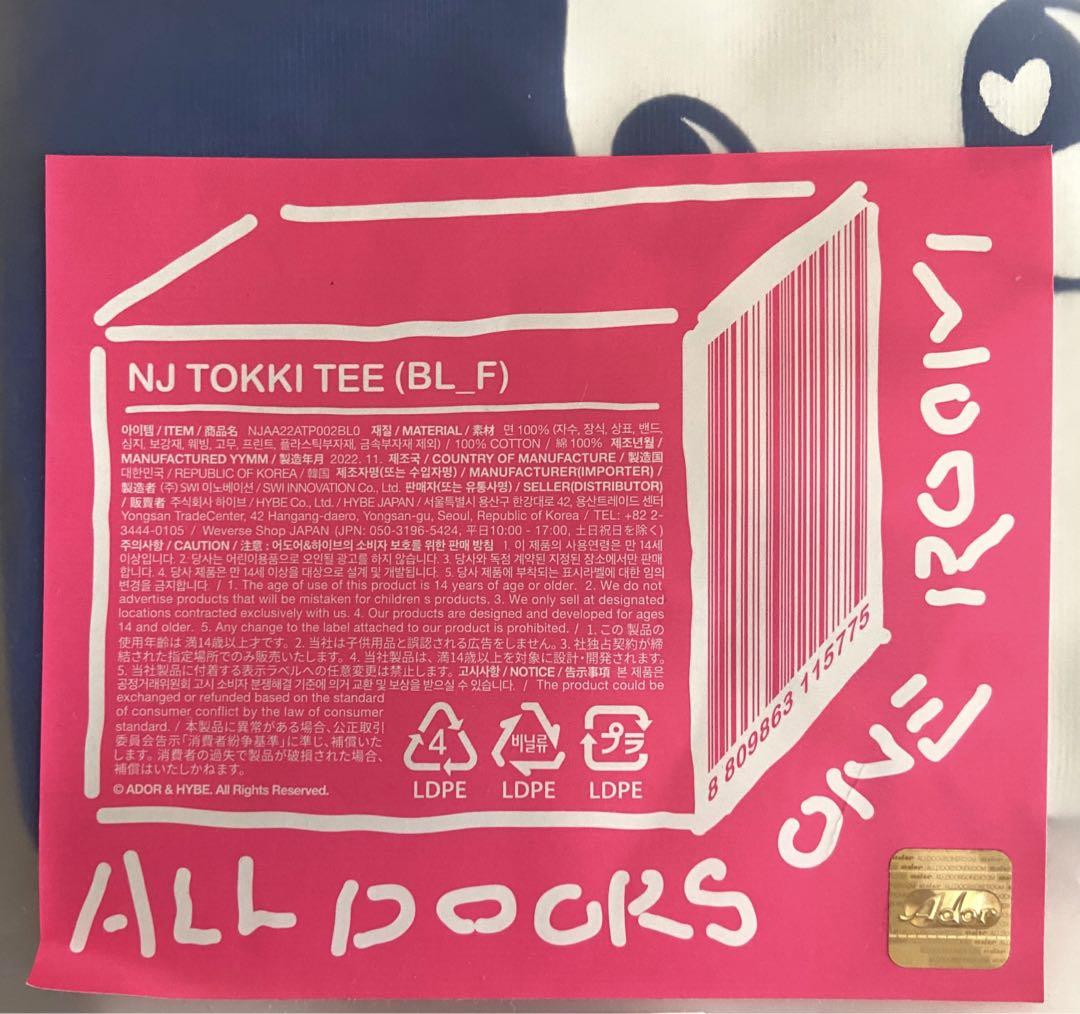 NJ TOKKI TEE (BL_F)
아이템 / ITEM / 商品名 NJAA22ATP002BL0 재질 / MATERIAL / 素材 면 100% (자수, 장식, 상표, 밴드,
심지, 보강재, 웨빙, 고무, 프린트, 플라스틱부자재, 금속부자재 제외) / 100% COTTON / 綿 100% 제조년월 /
MANUFACTURED YYMM / 製造年月 2022. 11. 제조국 / COUNTRY OF MANUFACTURE / 製造国
대한민국 / REPUBLIC OF KOREA / 韓国 제조자명(또는 수입자명) / MANUFACTURER(IMPORTER) /
製造者 (주) SWI 이노베이션 / SWI INNOVATION Co., Ltd. 판매자(또는 유통사명) / SELLER(DISTRIBUTOR)
/ 販賣者 주식회사 하이브 / HYBE Co., Ltd. / HYBE JAPAN / 서울특별시 용산구 한강대로 42, 용산트레이드 센터
Yongsan TradeCenter, 42 Hangang-daero, Yongsan-gu, Seoul, Republic of Korea / TEL: +82 2-
3444-0105 / Weverse Shop JAPAN (JPN: 050-3196-5424, 平日10:00 - 17:00, 土日祝日を除く)
주의사항 / CAUTION / 注意 : 어도어&하이브의 소비자 보호를 위한 판매 방침 1. 이 제품의 사용연령은 만 14세
이상입니다. 2. 당사는 어린이용품으로 오인될 광고를 하지 않습니다. 3. 당사와 독점 계약된 지정된 장소에서만 판매
합니다. 4. 당사 제품은 만 14세 이상을 대상으로 설계 및 개발됩니다. 5. 당사 제품에 부착되는 표시라벨에 대한 임의
변경을 금지합니다. / 1. The age of use of this product is 14 years of age or older. 2. We do not
advertise products that will be mistaken for children s products. 3. We only sell at designated
locations contracted exclusively with us. 4. Our products are designed and developed for ages
14 and older. 5. Any change to the label attached to our product is prohibited. / 1. この 製品の
使用年齢は 満14歳以上才です。2. 当社は子供用品と誤認される広告をしません。3. 社独占契約が締
結された指定場所でのみ販売いたします。4. 当社製品は、満14歳以上を対象に設計・開発されます。
5. 当社製品に付着する表示ラベルへの任意変更は禁止します。고시사항 / NOTICE / 告示事項 본 제품은
공정거래위원회 고시 소비자 분쟁해결 기준에 의거 교환 및 보상을 받으실 수 있습니다. / The product could be
exchanged or refunded based on the standard
of consumer conflict by the law of consumer
standard. / 本製品に異常がある場合、公正取引
委員会告示「消費者紛争基準」に準じ、補償いた
します。消費者の過失で製品が破損された場合、
補償はいたしかねます。
© ADOR & HYBE. All Rights Reserved.
4
LDPE
비닐류
LDPE
プラ
LDPE
8 809863 115775
ALL DOORS ONE ROOM
Ador